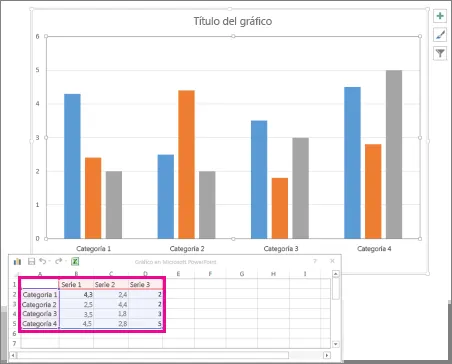 Título del gráfico
6
5
4
3
2
1
0
Categoría 1 Categoría 2 Categoría 3 Categoría 4
Gráfico en Microsoft PowerPoint
A B C D E F G H I
1 Serie 1 Serie 2 Serie 3
2 Categoría 1 4,3 2,4 2
3 Categoría 2 2,5 4,4 2
4 Categoría 3 3,5 1,8 3
5 Categoría 4 4,5 2,8 5
6
7